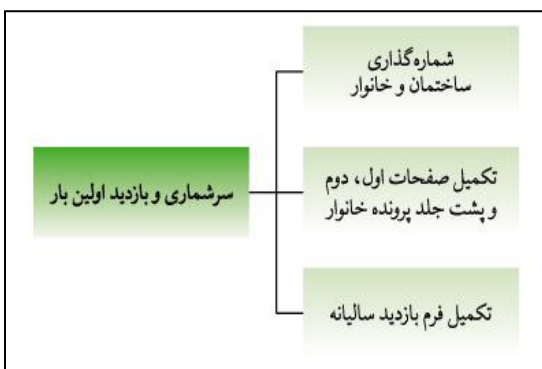 شماره‌گذاری
ساختمان و خانوار
سرشماری و بازدید اولین بار
تکمیل صفحات اول، دوم
و پشت جلد پرونده خانوار
تکمیل فرم بازدید سالیانه